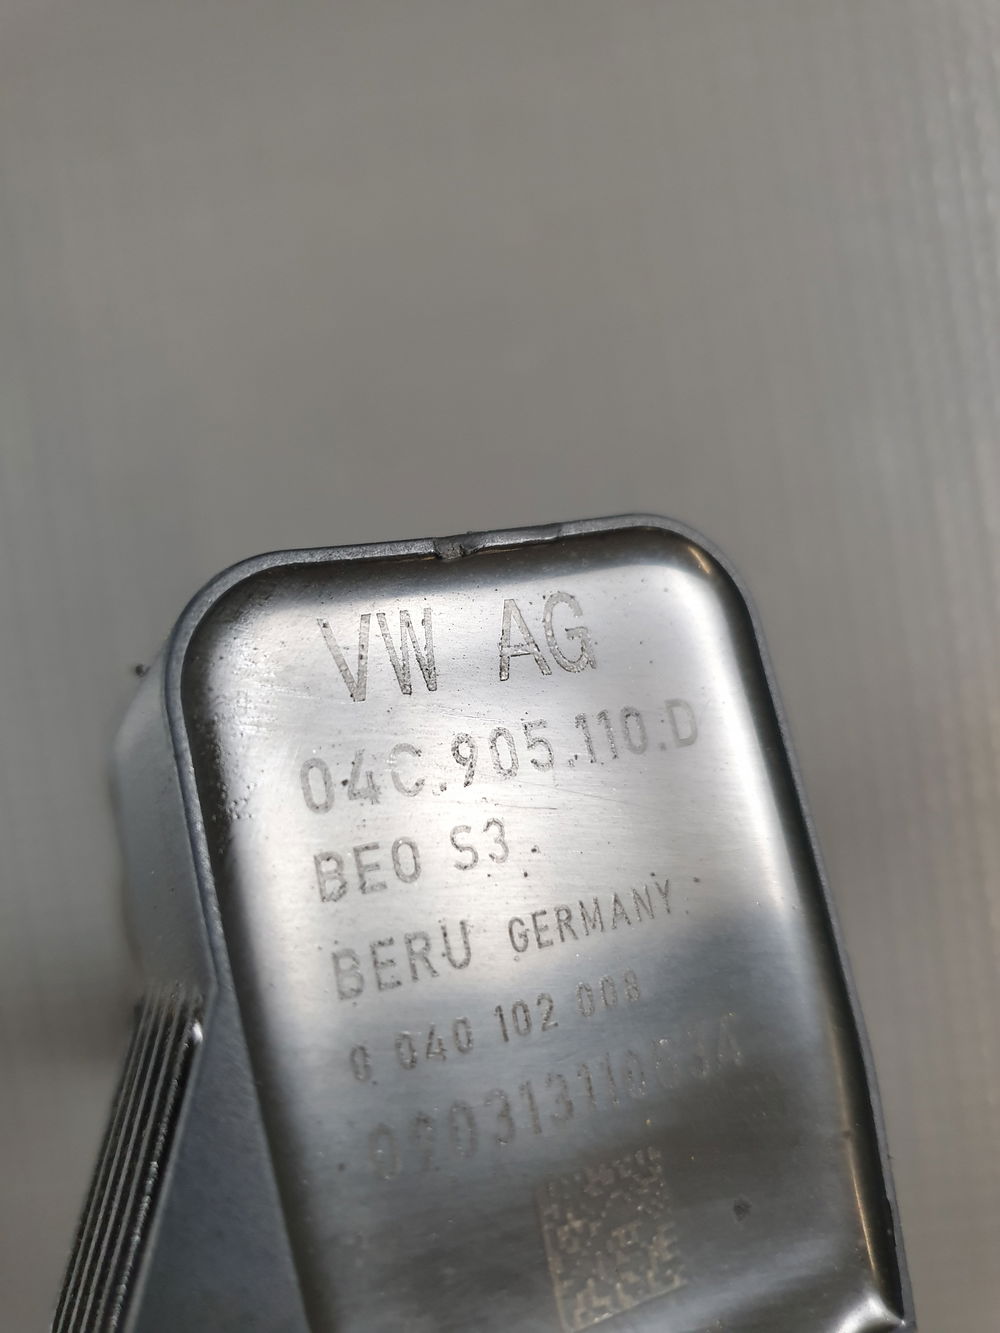 VW AG
04C.905.110.D
BEO S3
BERU GERMANY
0 040 102 008